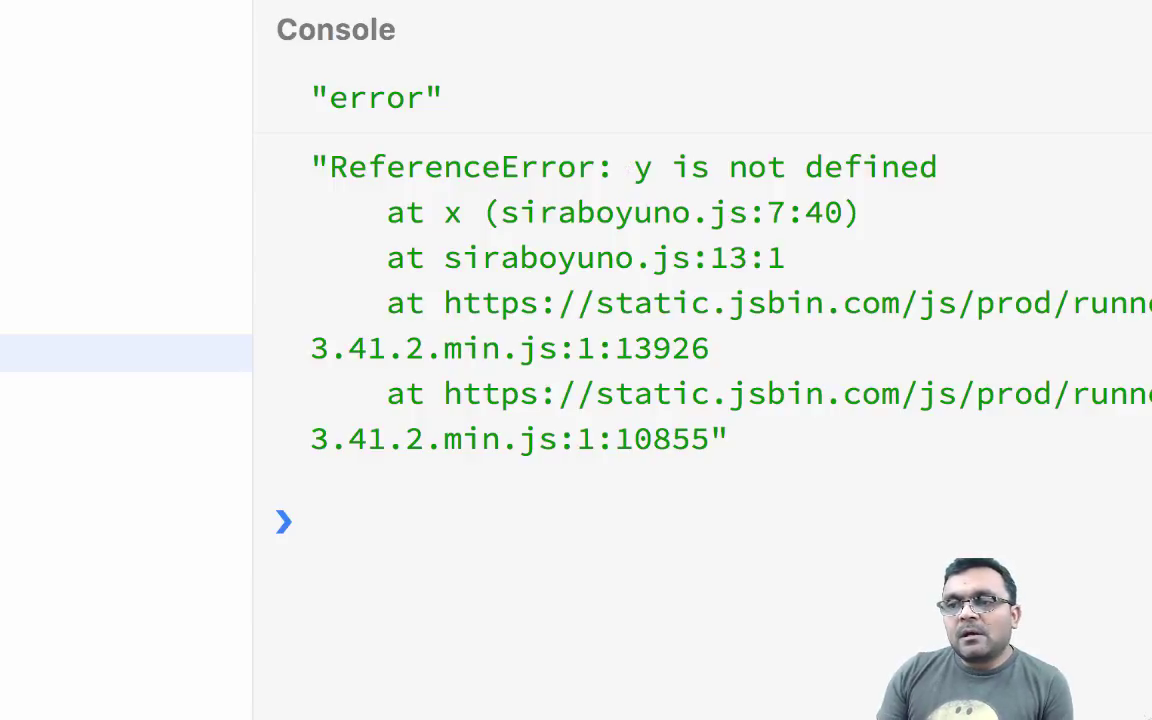 Console
"error"
"ReferenceError: y is not defined
at x (siraboyuno.js:7:40)
at siraboyuno.js:13:1
at https://static.jsbin.com/js/prod/runne
3.41.2.min.js:1:13926
at https://static.jsbin.com/js/prod/runne
3.41.2.min.js:1:10855"
❯